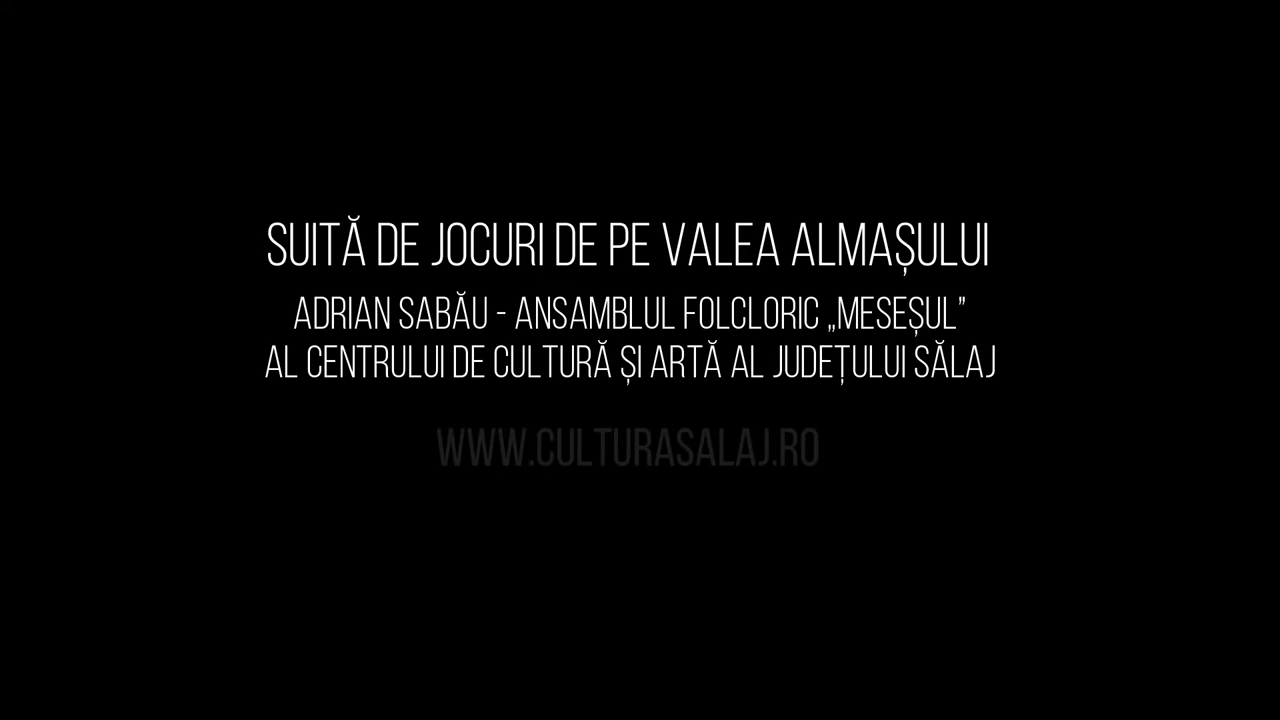 SUITĂ DE JOCURI DE PE VALEA ALMAȘULUI
ADRIAN SABĂU - ANSAMBLUL FOLCLORIC „MESEȘUL”
AL CENTRULUI DE CULTURĂ ȘI ARTĂ AL JUDEȚULUI SĂLAJ
WWW.CULTURASALAJ.RO